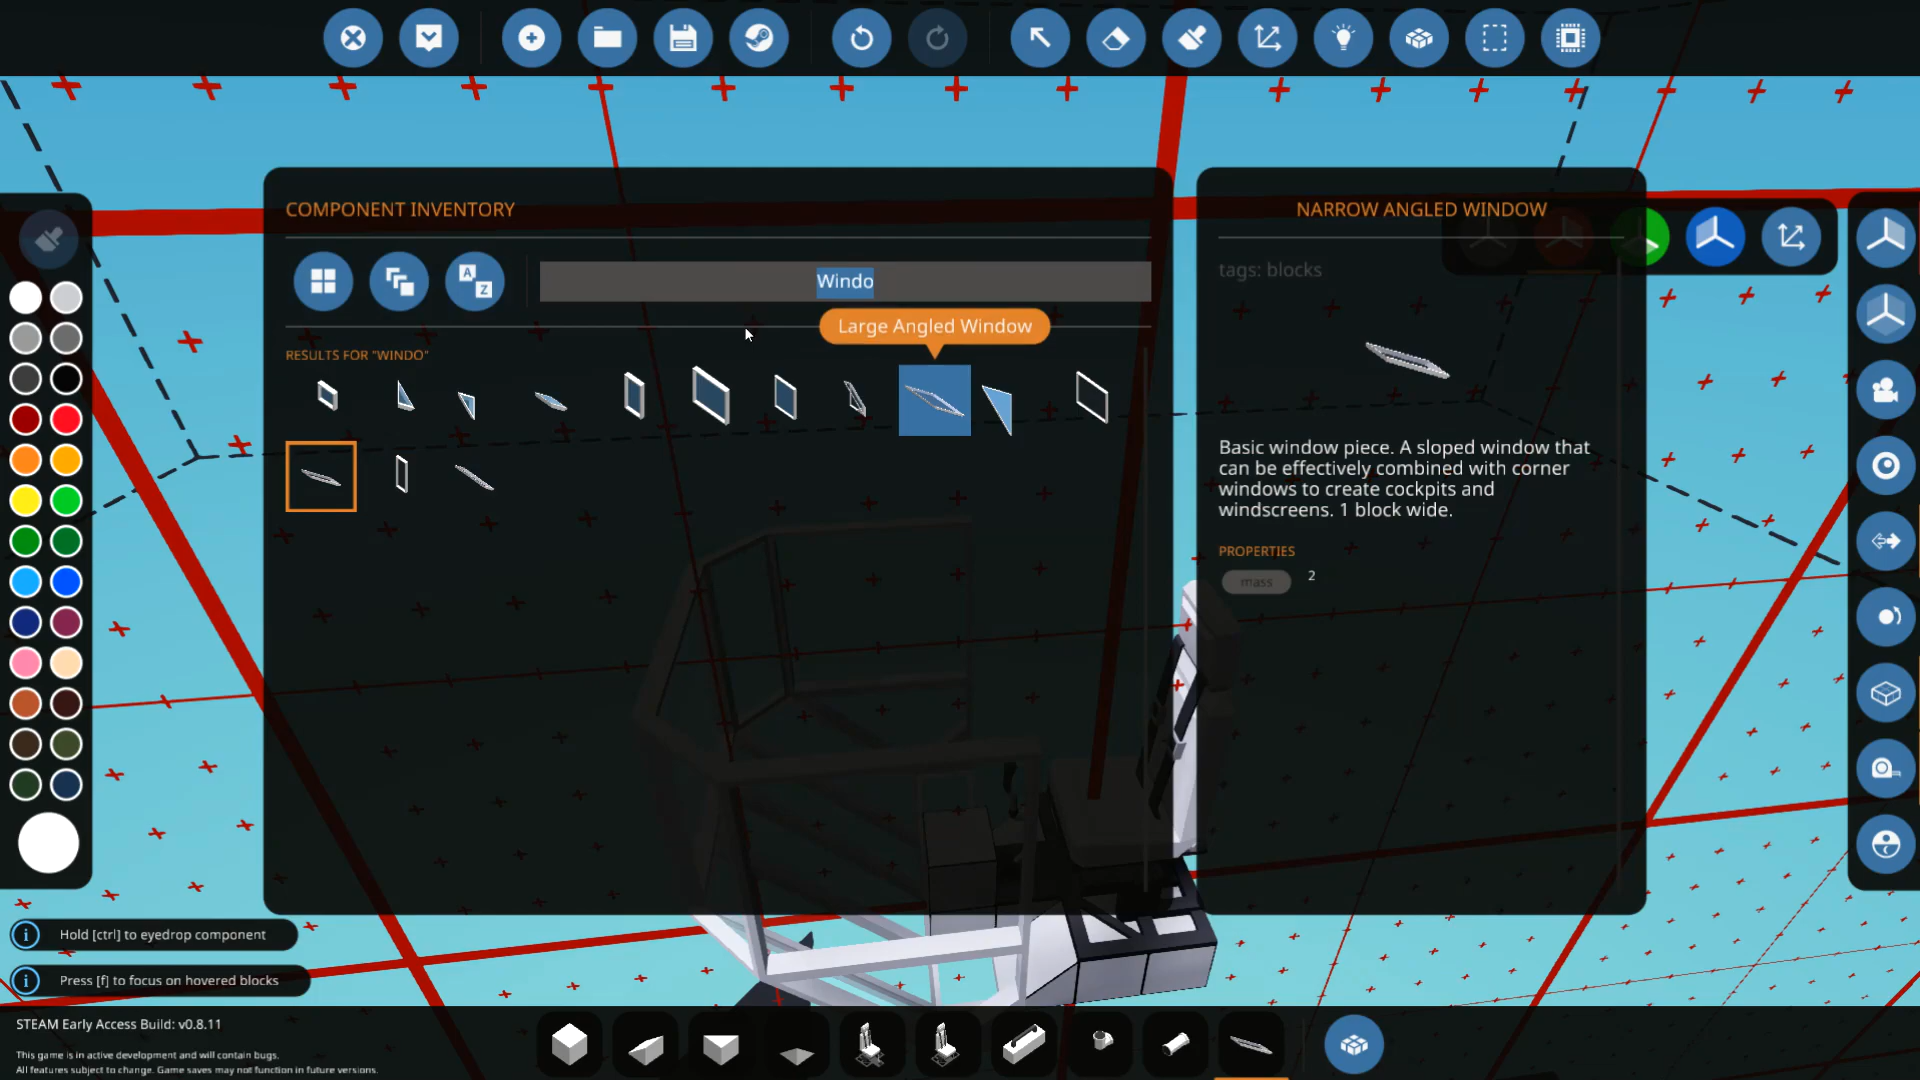 COMPONENT INVENTORY
A
Z
Windo
Large Angled Window
RESULTS FOR "WINDO"
NARROW ANGLED WINDOW
tags: blocks
Basic window piece. A sloped window that
can be effectively combined with corner
windows to create cockpits and
windscreens. 1 block wide.
PROPERTIES
mass 2
Hold [ctrl] to eyedrop component
Press [f] to focus on hovered blocks
STEAM Early Access Build: v0.8.11
This game is in active development and will contain bugs.
All features subject to change. Game saves may not function in future versions.